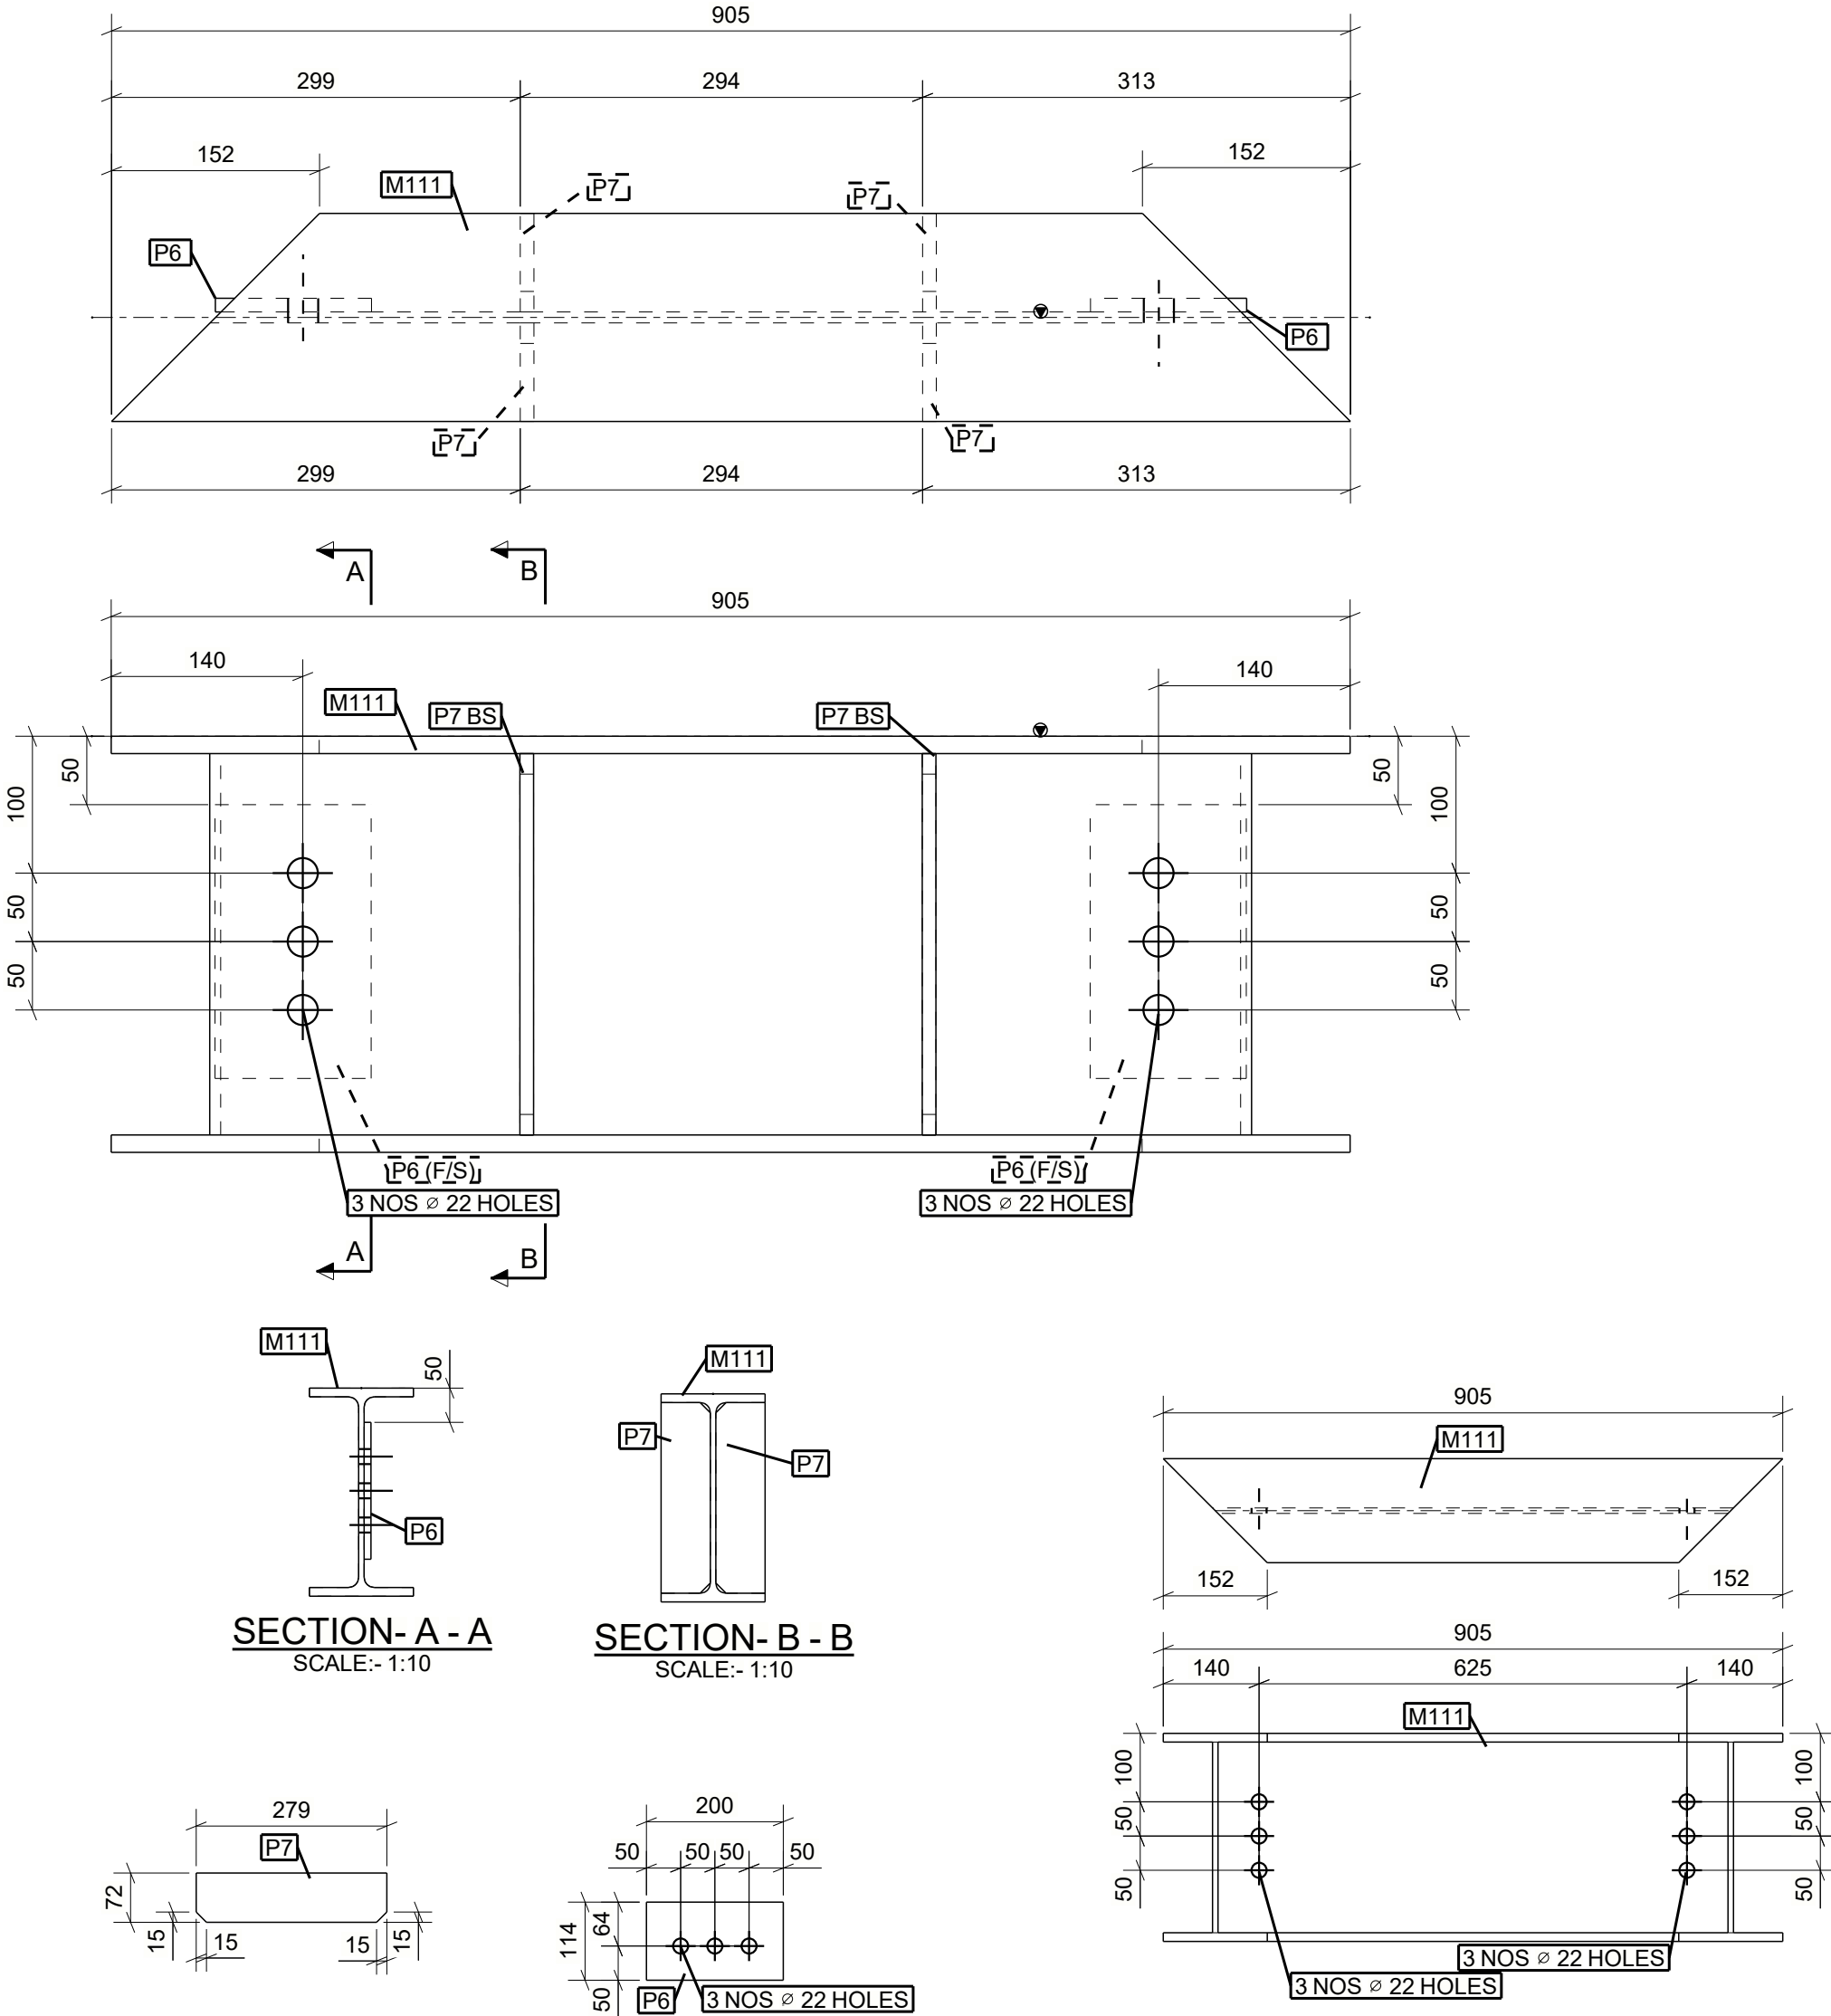 905
299 294 313
152 152
M111 P7 P7
P6
P6
P7 P7
299 294 313
A B
905
140 140
M111 P7 BS P7 BS
50 50
100 100
50 50
50 50
P6 (F/S) P6 (F/S)
3 NOS ⌀ 22 HOLES 3 NOS ⌀ 22 HOLES
A B
M111 50
P6
SECTION- A - A
SCALE:- 1:10
M111
P7 P7
SECTION- B - B
SCALE:- 1:10
905
M111
152 152
905
140 625 140
M111
100 100
50 50
50 50
3 NOS ⌀ 22 HOLES
3 NOS ⌀ 22 HOLES
279
P7
72
15 15 15 15
200
50 50 50 50
114 64
50
P6 3 NOS ⌀ 22 HOLES